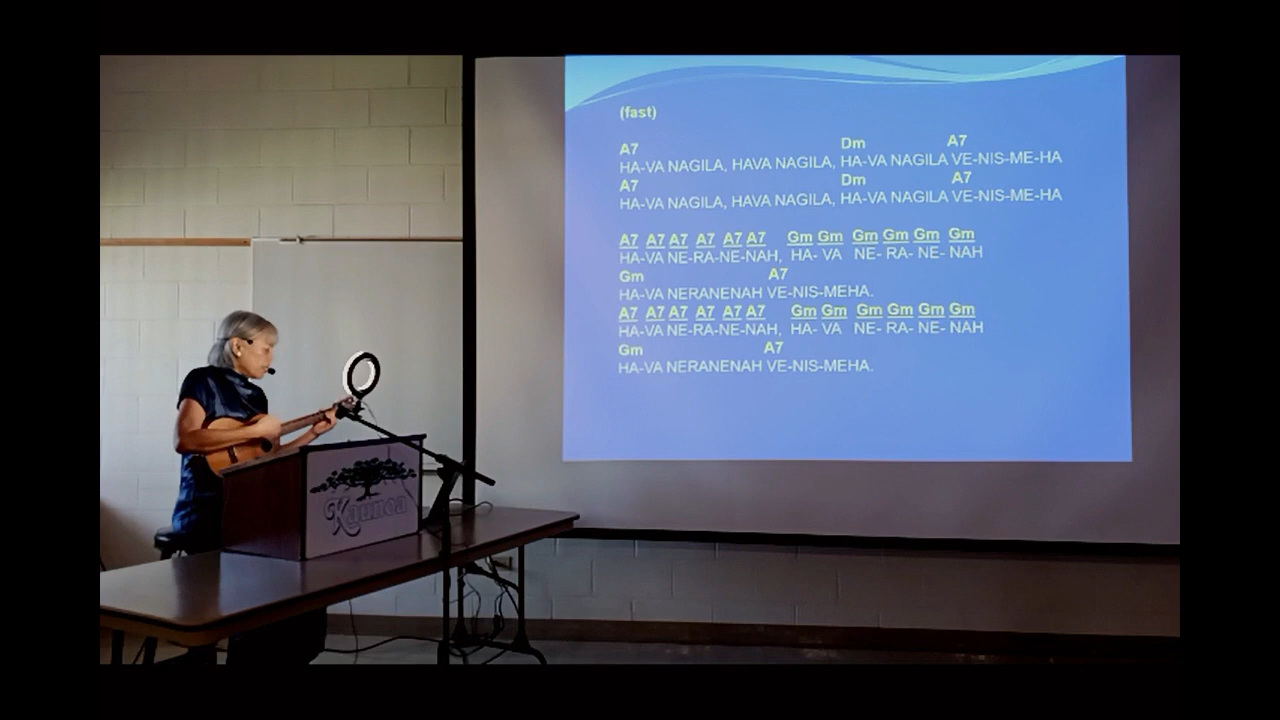 (fast)
A7 Dm A7
HA-VA NAGILA, HAVA NAGILA, HA-VA NAGILA VE-NIS-ME-HA
A7 Dm A7
HA-VA NAGILA, HAVA NAGILA, HA-VA NAGILA VE-NIS-MEHA
A7 A7 A7 A7 A7 A7 Gm Gm Gm Gm Gm Gm
HA-VA NE-RA-NE-NAH, HA- VA NE- RA- NE- NAH
Gm A7
HA-VA NERANENAH VE-NIS-MEHA.
A7 A7 A7 A7 A7 A7 Gm Gm Gm Gm Gm Gm
HA-VA NE-RA-NE-NAH, HA- VA NE- RA- NE- NAH
Gm A7
HA-VA NERANENAH VE-NIS-MEHA.
Kaunoa